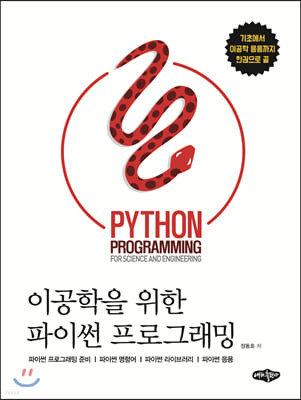 기초에서
이공학 응용까지
한권으로 끝
PYTHON
PROGRAMMING
FOR SCIENCE AND ENGINEERING
이공학을 위한
파이썬 프로그래밍
정동호 저
파이썬 프로그래밍 준비 I 파이썬 명령어 I 파이썬 라이브러리 I 파이썬 응용
yes24